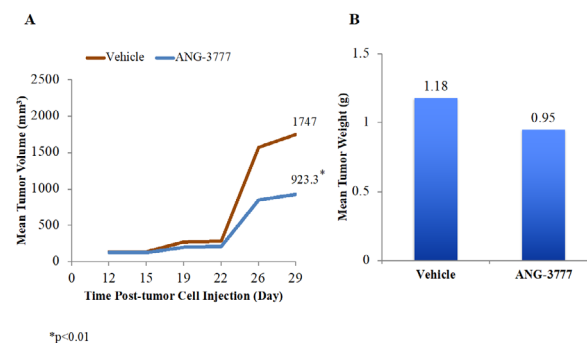 A
Vehicle
ANG-3777
Mean Tumor Volume (mm³)
2500
2000
1500
1000
500
0
1747
923.3*
0 12 15 19 22 26 29
Time Post-tumor Cell Injection (Day)
*p<0.01
B
Mean Tumor Weight (g)
1.5
1
0.5
0
1.18
0.95
Vehicle
ANG-3777